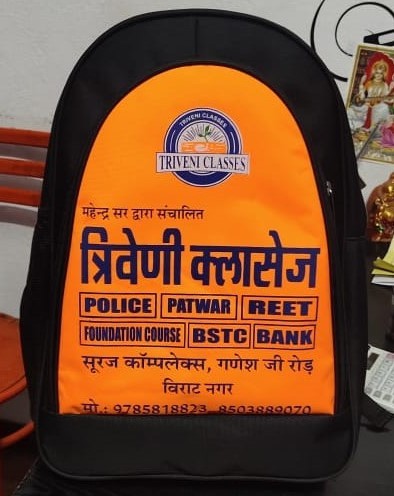 TRIVENI CLASSES
TRIVENI CLASSES
महेन्द्र सर द्वारा संचालित
त्रिवेणी क्लासेज
POLICE PATWAR REET
FOUNDATION COURSE BSTC BANK
सूरज कॉम्पलेक्स, गणेश जी रोड़
विराट नगर
मो.: 9785818823, 8503889070